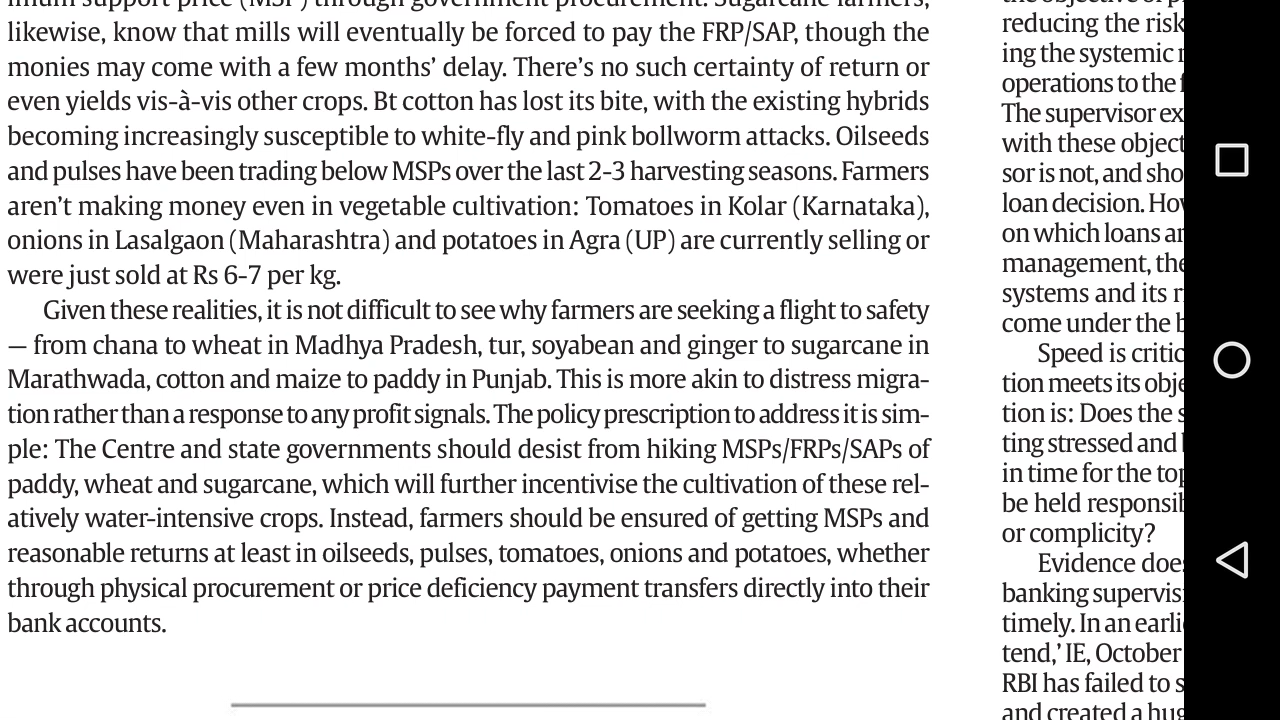 imum support price (MSP) through government procurement. Sugarcane farmers,
likewise, know that mills will eventually be forced to pay the FRP/SAP, though the
monies may come with a few months’ delay. There’s no such certainty of return or
even yields vis-à-vis other crops. Bt cotton has lost its bite, with the existing hybrids
becoming increasingly susceptible to white-fly and pink bollworm attacks. Oilseeds
and pulses have been trading below MSPs over the last 2-3 harvesting seasons. Farmers
aren’t making money even in vegetable cultivation: Tomatoes in Kolar (Karnataka),
onions in Lasalgaon (Maharashtra) and potatoes in Agra (UP) are currently selling or
were just sold at Rs 6-7 per kg.
Given these realities, it is not difficult to see why farmers are seeking a flight to safety
— from chana to wheat in Madhya Pradesh, tur, soyabean and ginger to sugarcane in
Marathwada, cotton and maize to paddy in Punjab. This is more akin to distress migra-
tion rather than a response to any profit signals. The policy prescription to address it is sim-
ple: The Centre and state governments should desist from hiking MSPs/FRPs/SAPs of
paddy, wheat and sugarcane, which will further incentivise the cultivation of these rel-
atively water-intensive crops. Instead, farmers should be ensured of getting MSPs and
reasonable returns at least in oilseeds, pulses, tomatoes, onions and potatoes, whether
through physical procurement or price deficiency payment transfers directly into their
bank accounts.
reducing the risk
ing the systemic
operations to the
The supervisor ex
with these object
sor is not, and sho
loan decision. How
on which loans ar
management, the
systems and its
come under the b
Speed is critic
tion meets its obje
tion is: Does the s
ting stressed and
in time for the top
be held responsib
or complicity?
Evidence does
banking supervisi
timely. In an earli
tend,’ IE, October
RBI has failed to s
and created a hug